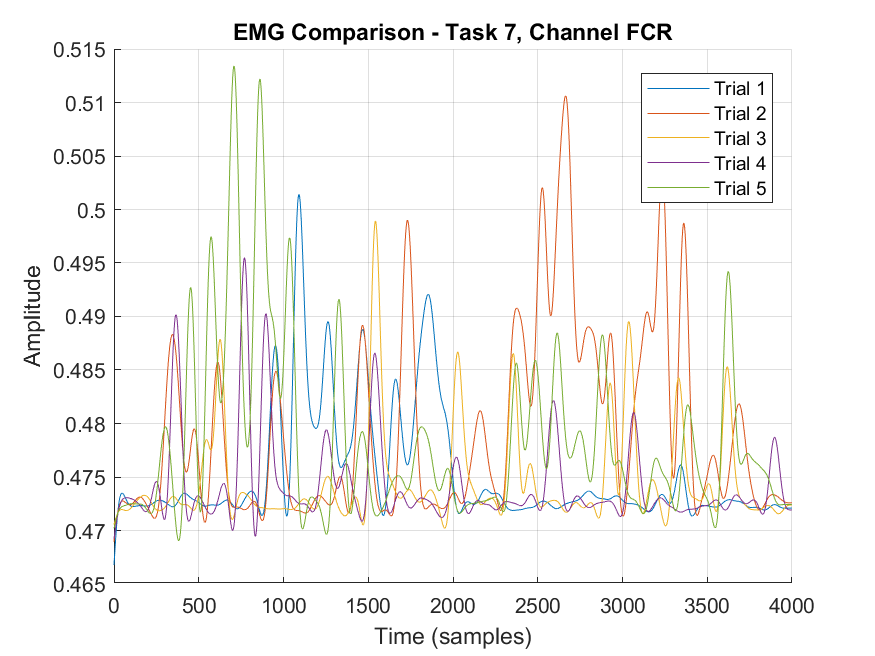 EMG Comparison - Task 7, Channel FCR
0.515
0.51
0.505
0.5
0.495
0.49
0.485
0.48
0.475
0.47
0.465
Amplitude
Trial 1
Trial 2
Trial 3
Trial 4
Trial 5
0 500 1000 1500 2000 2500 3000 3500 4000
Time (samples)